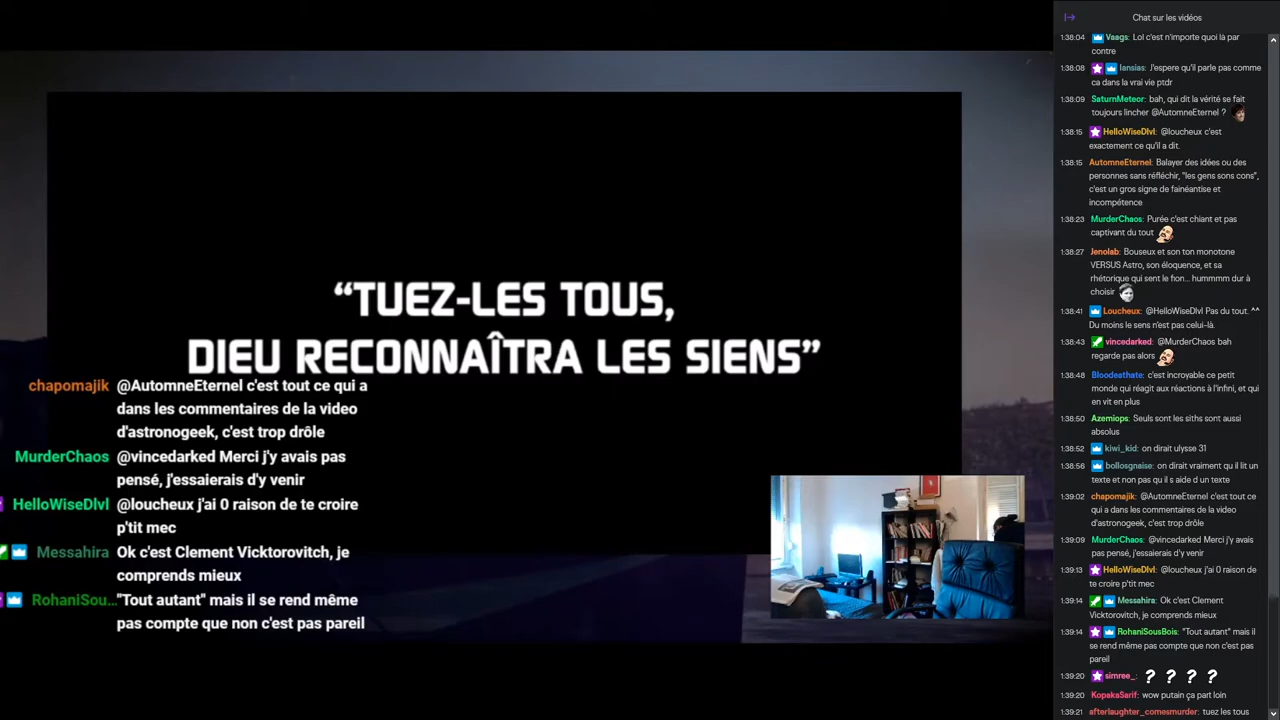 “TUEZ-LES TOUS,
DIEU RECONNAÎTRA LES SIENS”
chapomajik @AutomneEternel c'est tout ce qui a
dans les commentaires de la video
d'astronogeek, c'est trop drôle
MurderChaos @vincedarked Merci j'y avais pas
pensé, j'essaierais d'y venir
HelloWiseDlvl @loucheux j'ai 0 raison de te croire
p'tit mec
Messahira Ok c'est Clement Vicktorovitch, je
comprends mieux
RohaniSou... "Tout autant" mais il se rend même
pas compte que non c'est pas pareil
Chat sur les vidéos
1:38:04 Vaags: Lol c'est n'importe quoi là par
contre
1:38:08 Iansias: J'espere qu'il parle pas comme
ca dans la vrai vie ptdr
1:38:09 SaturnMeteor: bah, qui dit la vérité se fait
toujours lincher @AutomneEternel ?
1:38:15 HelloWiseDlvl: @loucheux c'est
exactement ce qu'il a dit.
1:38:15 AutomneEternel: Balayer des idées ou des
personnes sans réfléchir, "les gens sons cons",
c'est un gros signe de fainéantise et
incompétence
1:38:23 MurderChaos: Purée c'est chiant et pas
captivant du tout
1:38:27 Jenolab: Bouseux et son ton monotone
VERSUS Astro, son éloquence, et sa
rhétorique qui sent le fion... hummmm dur à
choisir
1:38:41 Loucheux: @HelloWiseDlvl Pas du tout. ^^
Du moins le sens n'est pas celui-là.
1:38:43 vincedarked: @MurderChaos bah
regarde pas alors
1:38:48 Bloodeathate: c'est incroyable ce petit
monde qui réagit aux réactions à l'infini, et qui
en vit en plus
1:38:50 Azemiops: Seuls sont les siths sont aussi
absolus
1:38:52 kiwi_kid: on dirait ulysse 31
1:38:56 bollosgnaise: on dirait vraiment qu il lit un
texte et non pas qu il s aide d un texte
1:39:02 chapomajik: @AutomneEternel c'est tout ce
qui a dans les commentaires de la video
d'astronogeek, c'est trop drôle
1:39:09 MurderChaos: @vincedarked Merci j'y avais
pas pensé, j'essaierais d'y venir
1:39:13 HelloWiseDlvl: @loucheux j'ai 0 raison de
te croire p'tit mec
1:39:14 Messahira: Ok c'est Clement
Vicktorovitch, je comprends mieux
1:39:14 RohaniSousBois: "Tout autant" mais il
se rend même pas compte que non c'est pas
pareil
1:39:20 simree_: ? ? ? ?
1:39:20 KopakaSarif: wow putain ça part loin
1:39:21 afterlaughter_comesmurder: tuez les tous